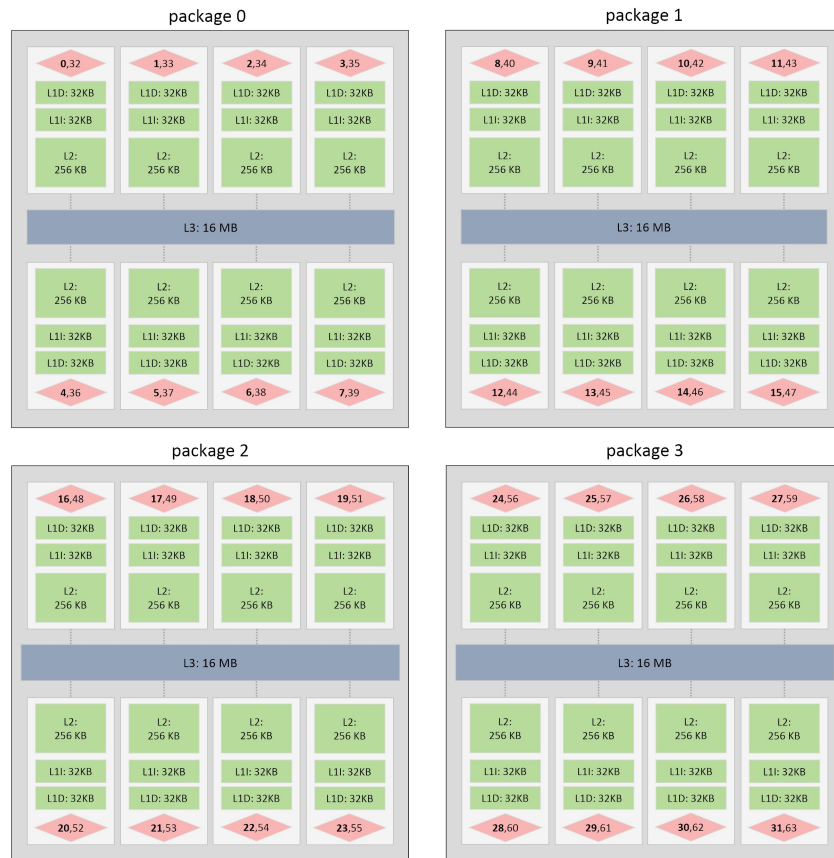 package 0
package 1
0,32 1,33 2,34 3,35
8,40 9,41 10,42 11,43
L1D: 32KB L1D: 32KB L1D: 32KB L1D: 32KB
L1D: 32KB L1D: 32KB L1D: 32KB L1D: 32KB
L1I: 32KB L1I: 32KB L1I: 32KB L1I: 32KB
L1I: 32KB L1I: 32KB L1I: 32KB L1I: 32KB
L2: L2: L2: L2:
256 KB 256 KB 256 KB 256 KB
L2: L2: L2: L2:
256 KB 256 KB 256 KB 256 KB
L3: 16 MB
L3: 16 MB
L2: L2: L2: L2:
256 KB 256 KB 256 KB 256 KB
L2: L2: L2: L2:
256 KB 256 KB 256 KB 256 KB
L1I: 32KB L1I: 32KB L1I: 32KB L1I: 32KB
L1I: 32KB L1I: 32KB L1I: 32KB L1I: 32KB
L1D: 32KB L1D: 32KB L1D: 32KB L1D: 32KB
L1D: 32KB L1D: 32KB L1D: 32KB L1D: 32KB
4,36 5,37 6,38 7,39
12,44 13,45 14,46 15,47
package 2
package 3
16,48 17,49 18,50 19,51
24,56 25,57 26,58 27,59
L1D: 32KB L1D: 32KB L1D: 32KB L1D: 32KB
L1D: 32KB L1D: 32KB L1D: 32KB L1D: 32KB
L1I: 32KB L1I: 32KB L1I: 32KB L1I: 32KB
L1I: 32KB L1I: 32KB L1I: 32KB L1I: 32KB
L2: L2: L2: L2:
256 KB 256 KB 256 KB 256 KB
L2: L2: L2: L2:
256 KB 256 KB 256 KB 256 KB
L3: 16 MB
L3: 16 MB
L2: L2: L2: L2:
256 KB 256 KB 256 KB 256 KB
L2: L2: L2: L2:
256 KB 256 KB 256 KB 256 KB
L1I: 32KB L1I: 32KB L1I: 32KB L1I: 32KB
L1I: 32KB L1I: 32KB L1I: 32KB L1I: 32KB
L1D: 32KB L1D: 32KB L1D: 32KB L1D: 32KB
L1D: 32KB L1D: 32KB L1D: 32KB L1D: 32KB
20,52 21,53 22,54 23,55
28,60 29,61 30,62 31,63